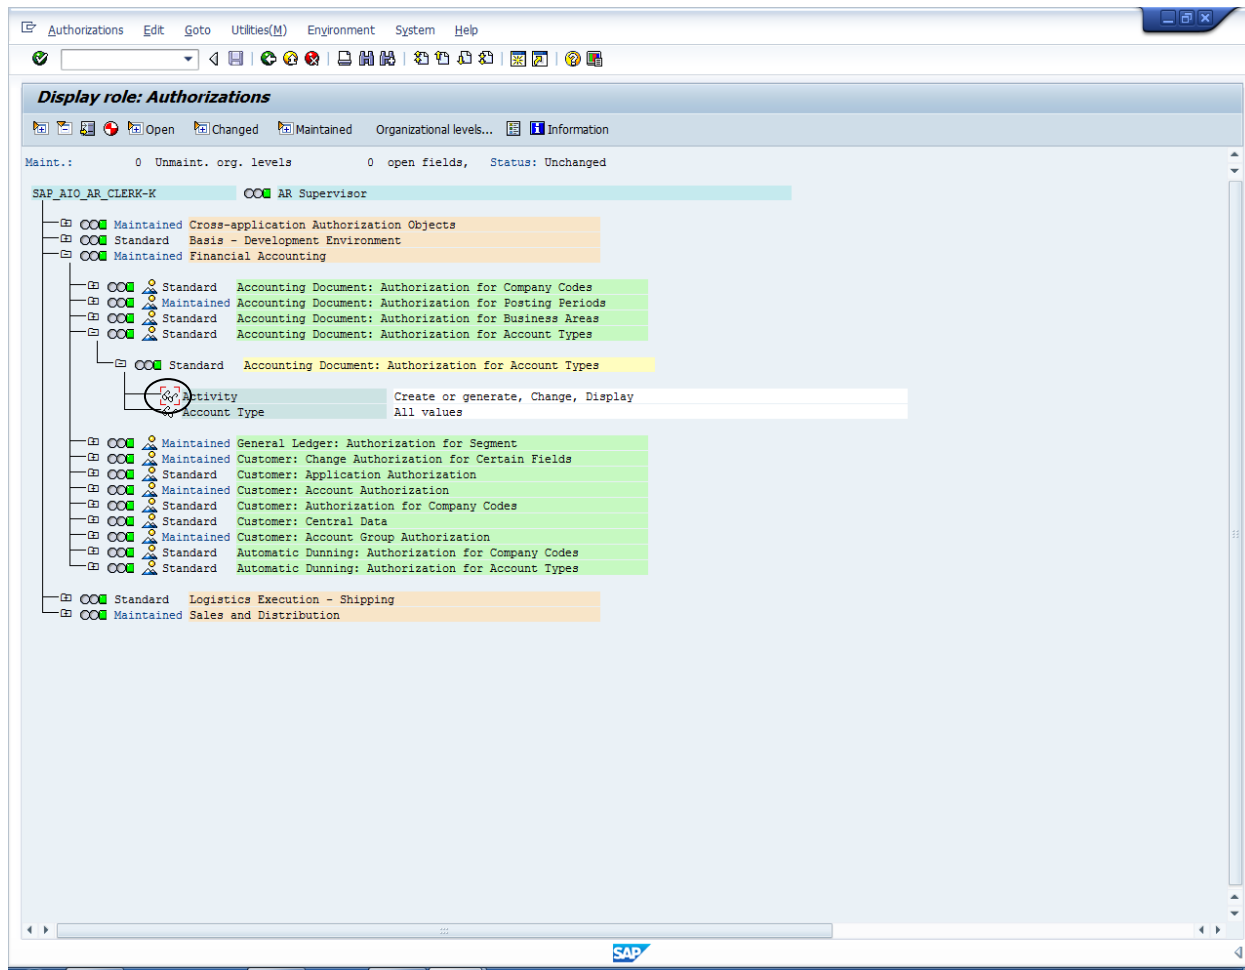 Authorizations Edit Goto Utilities(M) Environment System Help
Display role: Authorizations
Open Changed Maintained Organizational levels... Information
Maint.: 0 Unmaint. org. levels 0 open fields, Status: Unchanged
SAP_AIO_AR_CLERK-K AR Supervisor
Maintained Cross-application Authorization Objects
Standard Basis - Development Environment
Maintained Financial Accounting
Standard Accounting Document: Authorization for Company Codes
Maintained Accounting Document: Authorization for Posting Periods
Standard Accounting Document: Authorization for Business Areas
Standard Accounting Document: Authorization for Account Types
Standard Accounting Document: Authorization for Account Types
Activity Create or generate, Change, Display
Account Type All values
Maintained General Ledger: Authorization for Segment
Maintained Customer: Change Authorization for Certain Fields
Standard Customer: Application Authorization
Maintained Customer: Account Authorization
Standard Customer: Authorization for Company Codes
Standard Customer: Central Data
Maintained Customer: Account Group Authorization
Standard Automatic Dunning: Authorization for Company Codes
Standard Automatic Dunning: Authorization for Account Types
Standard Logistics Execution - Shipping
Maintained Sales and Distribution
SAP